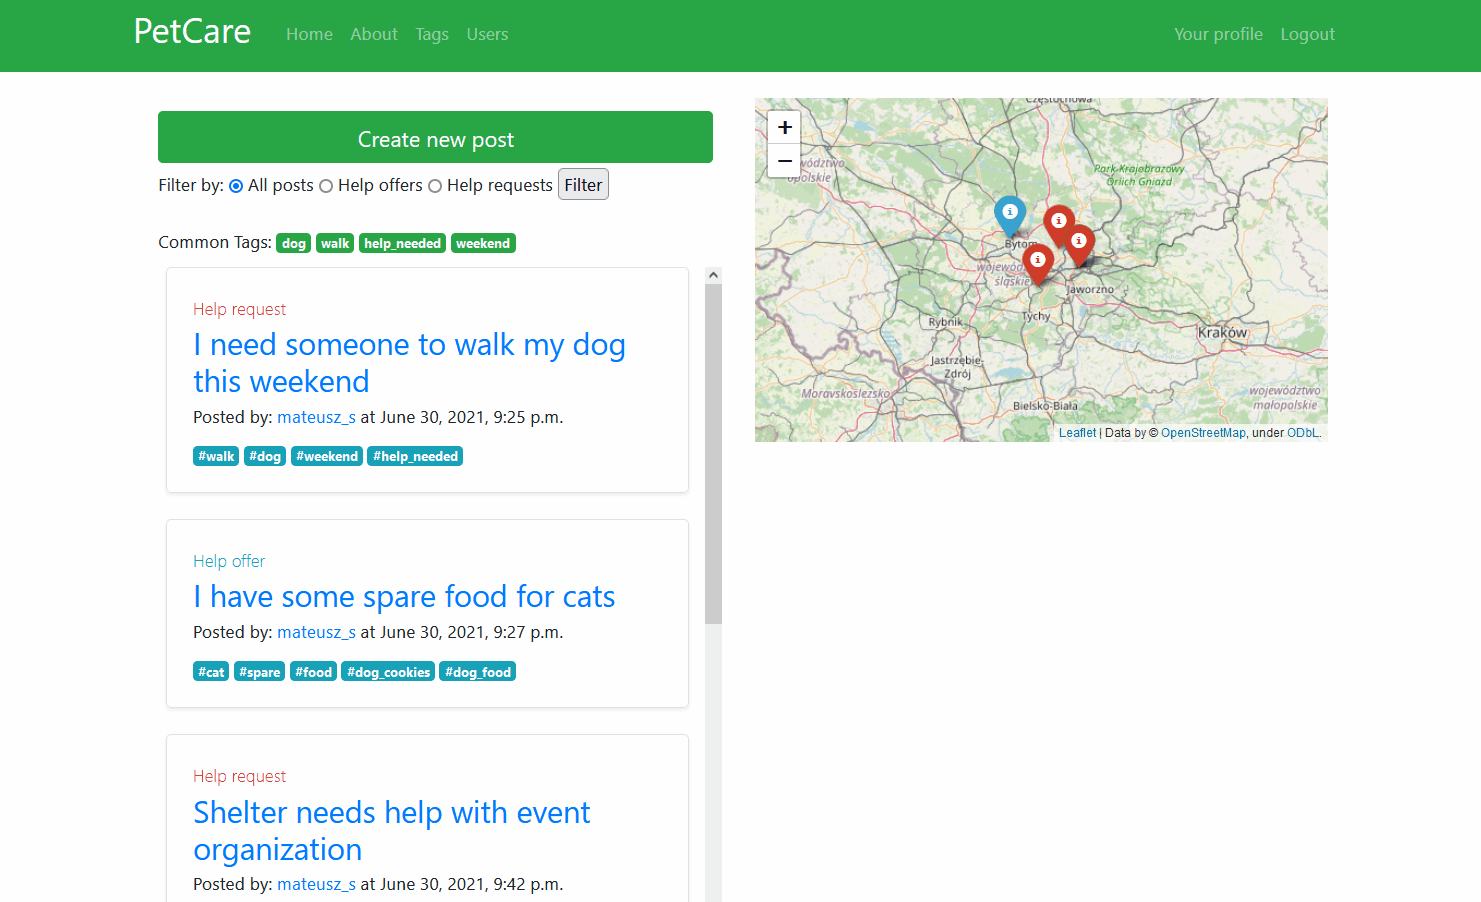 PetCare Home About Tags Users Your profile Logout
Create new post
Filter by: All posts Help offers Help requests Filter
Common Tags: dog walk help_needed weekend
Help request
I need someone to walk my dog
this weekend
Posted by: mateusz_s at June 30, 2021, 9:25 p.m.
#walk #dog #weekend #help_needed
Help offer
I have some spare food for cats
Posted by: mateusz_s at June 30, 2021, 9:27 p.m.
#cat #spare #food #dog_cookies #dog_food
Help request
Shelter needs help with event
organization
Posted by: mateusz_s at June 30, 2021, 9:42 p.m.
+
−
Częstochowa
opolskie
Park Krajobrazowy
Orlich Gniazd
Bytom
śląskie
Jaworzno
Tychy
Rybnik
Kraków
Jastrzębie-
Zdrój
Moravskoslezsko
województwo
małopolskie
Bielsko-Biała
Leaflet | Data by © OpenStreetMap, under ODbL.